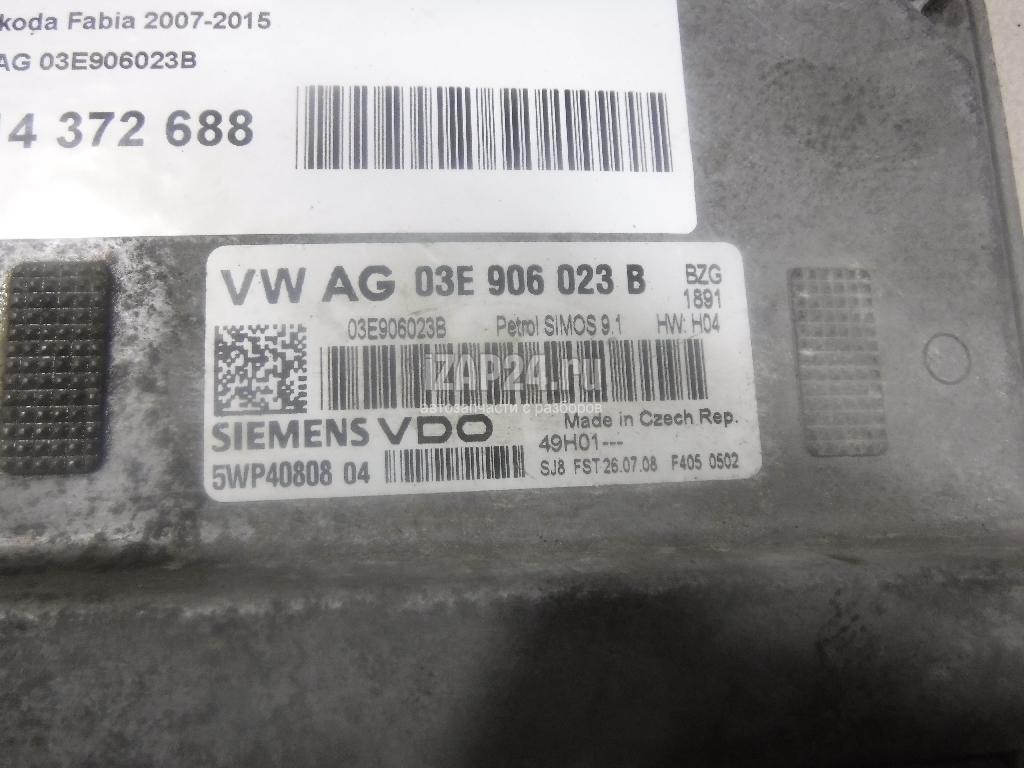 koda Fabia 2007-2015
AG 03E906023B
14 372 688
VW AG 03E 906 023 B BZG
1891
03E906023B Petrol SIMOS 9.1 HW: H04
iZAP24.ru
автозапчасти с разборов
Made in Czech Rep.
SIEMENS VDO 49H01---
5WP40808 04 SJ8 FST 26.07.08 F405 0502